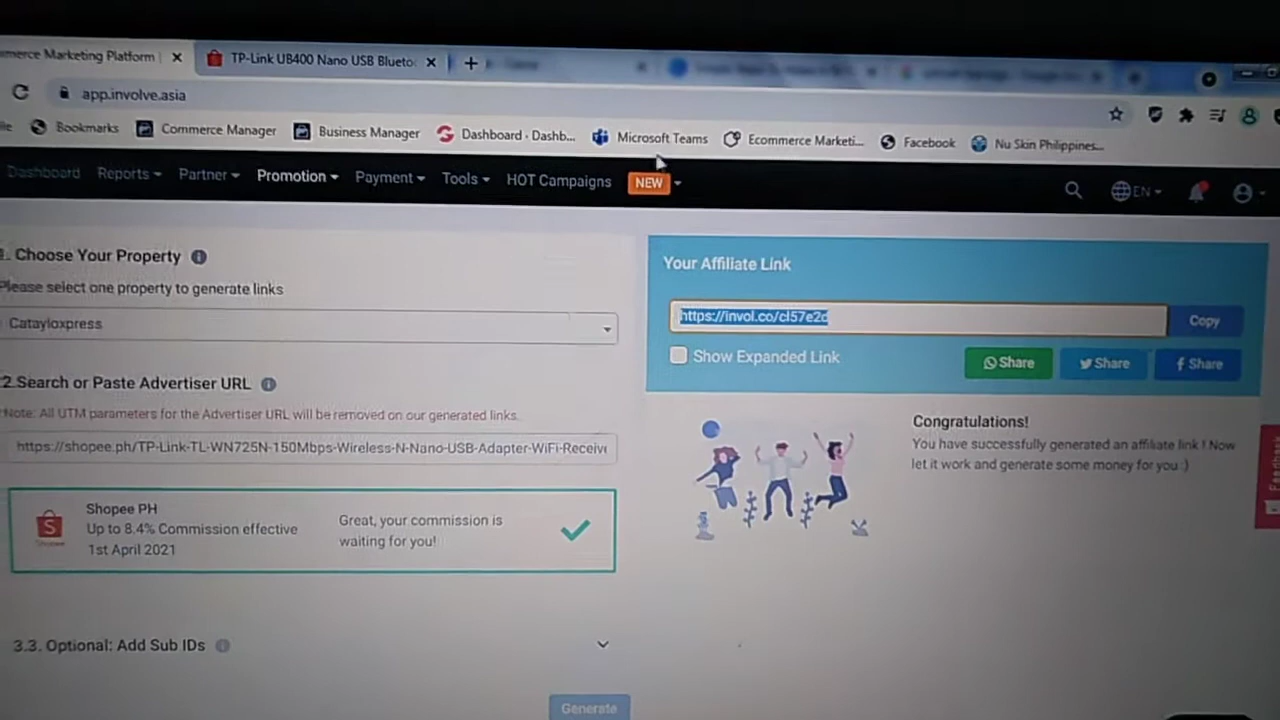 mmerce Marketing Platform
TP-Link UB400 Nano USB Blueto
app.involve.asia
Bookmarks
Commerce Manager
Business Manager
Dashboard · Dashb...
Microsoft Teams
Ecommerce Marketi...
Facebook
Nu Skin Philippines...
Dashboard
Reports
Partner
Promotion
Payment
Tools
HOT Campaigns
NEW
EN
1. Choose Your Property
Please select one property to generate links
Catayloxpress
2.Search or Paste Advertiser URL
Note: All UTM parameters for the Advertiser URL will be removed on our generated links.
https://shopee.ph/TP-Link-TL-WN725N-150Mbps-Wireless-N-Nano-USB-Adapter-WiFi-Receive
Shopee PH
Up to 8.4% Commission effective
1st April 2021
Great, your commission is
waiting for you!
3.3. Optional: Add Sub IDs
Generate
Your Affiliate Link
Copy
Show Expanded Link
Share
Share
Share
Congratulations!
You have successfully generated an affiliate link ! Now
let it work and generate some money for you :)